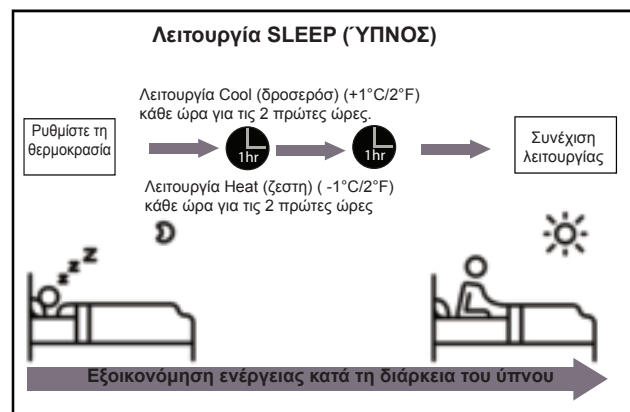 Λειτουργία SLEEP (ΎΠΝΟΣ)
Λειτουργία Cool (δροσερόσ) (+1°C/2°F)
κάθε ώρα για τις 2 πρώτες ώρες.
Ρυθμίστε τη
θερμοκρασία
1hr
1hr
Συνέχιση
λειτουργίας
Λειτουργία Heat (ζεστη) ( -1°C/2°F)
κάθε ώρα για τις 2 πρώτες ώρες
z z Z
Εξοικονόμηση ενέργειας κατά τη διάρκεια του ύπνου